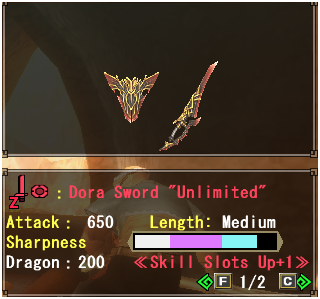 Z : Dora Sword "Unlimited"
Attack : 650 Length: Medium
Sharpness
Dragon : 200 ≪Skill Slots Up+1≫
F 1/2 C